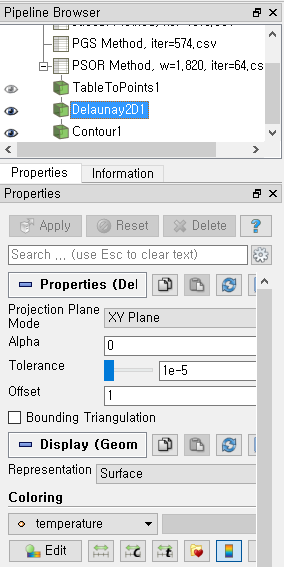 Pipeline Browser
PGS Method, iter=574,csv
PSOR Method, w=1,820, iter=64,cs
TableToPoints1
Delaunay2D1
Contour1
Properties
Information
Properties
Apply
Reset
Delete
?
Search ... (use Esc to clear text)
Properties (Del
Projection Plane
Mode
XY Plane
Alpha
0
Tolerance
1e-5
Offset
1
Bounding Triangulation
Display (Geom
Representation
Surface
Coloring
temperature
Edit